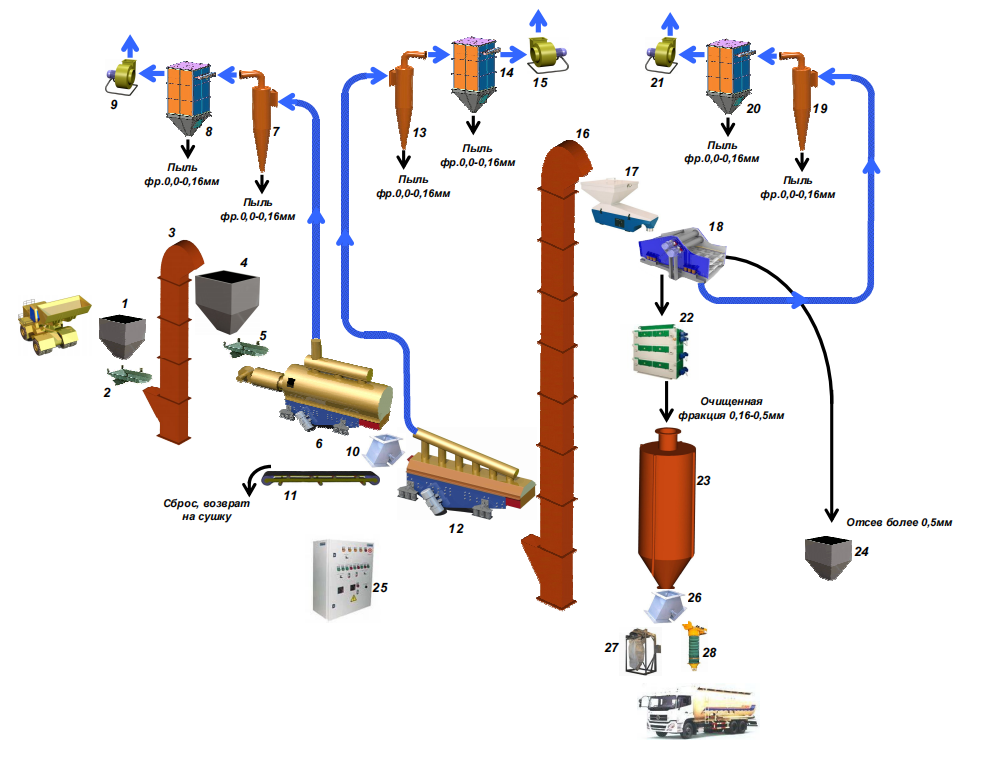 9
8
7
Пыль
фр.0,0-0,16мм
Пыль
фр.0,0-0,16мм
13
14
15
Пыль
фр.0,0-0,16мм
Пыль
фр.0,0-0,16мм
21
20
19
Пыль
фр.0,0-0,16мм
Пыль
фр.0,0-0,16мм
16
17
18
3
4
1
5
2
6
10
22
Очищенная
фракция 0,16-0,5мм
11
Сброс, возврат
на сушку
12
23
Отсев более 0,5мм
24
25
26
27
28